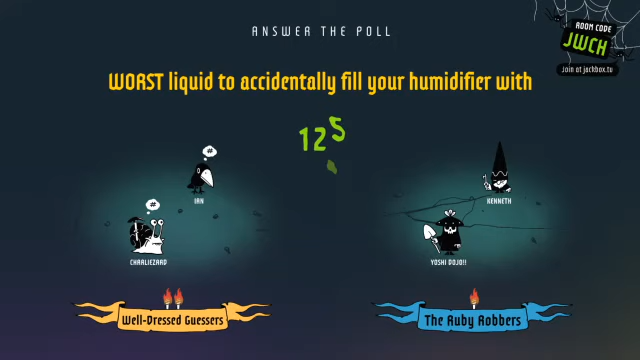 ANSWER THE POLL
ROOM CODE
JWCH
Join at jackbox.tv
WORST liquid to accidentally fill your humidifier with
125
#
IAN
#
CHARLIEZARD
KENNETH
YOSHI DOJO!!
Well-Dressed Guessers
The Ruby Robbers